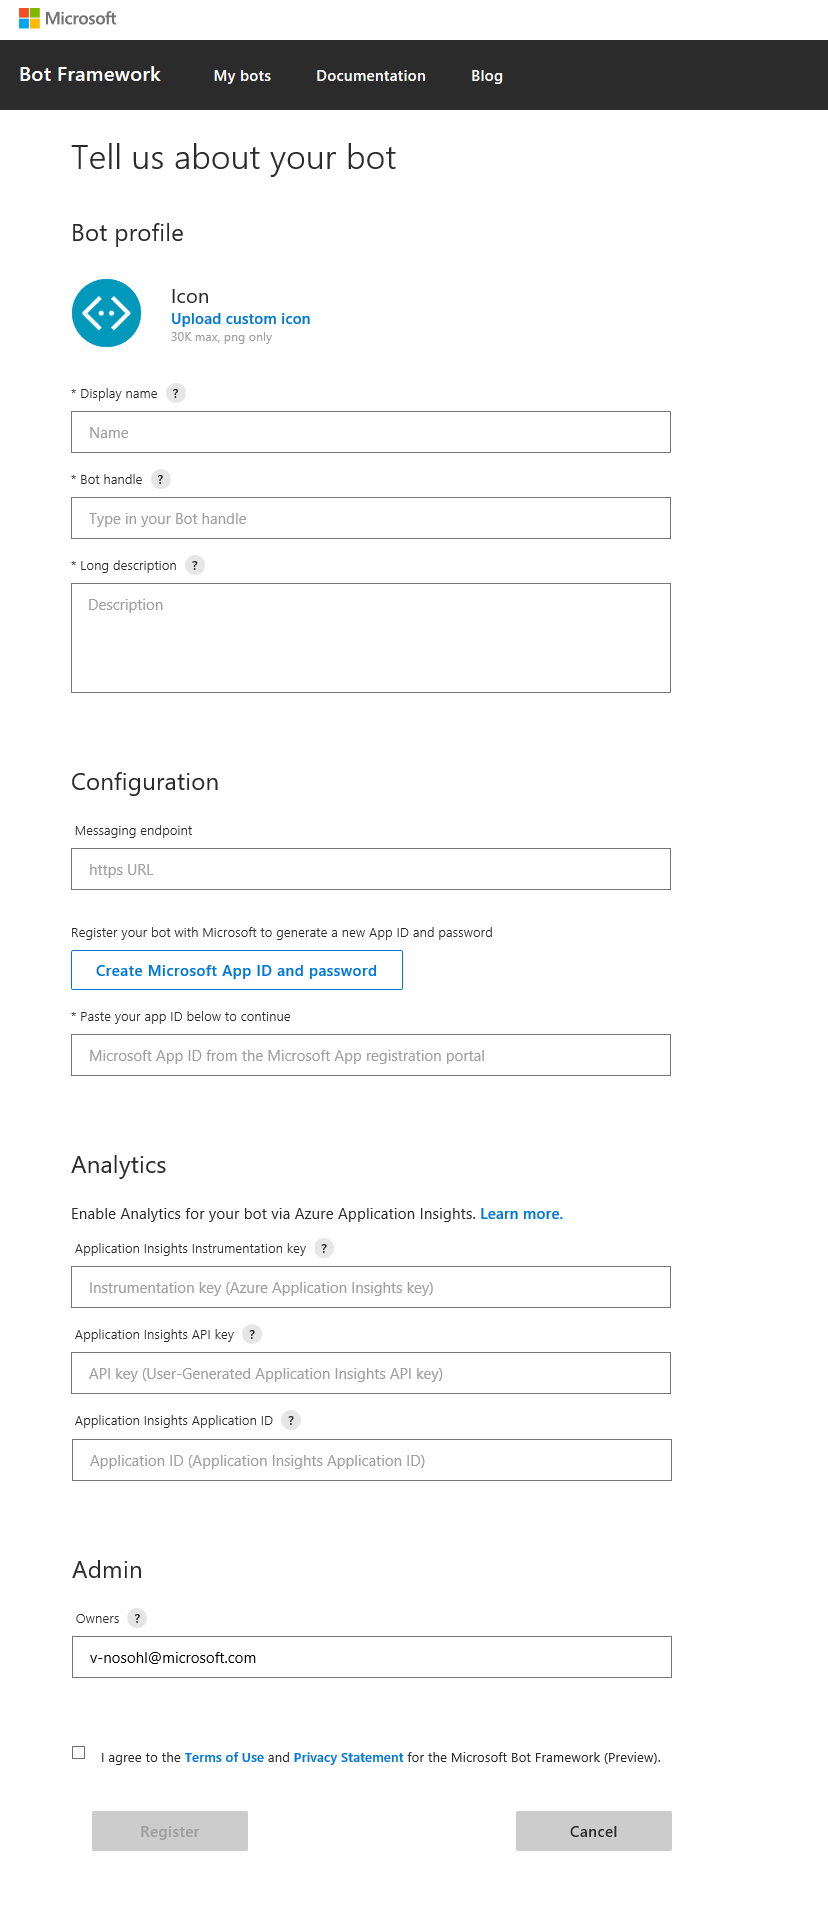 Microsoft
Bot Framework My bots Documentation Blog
Tell us about your bot
Bot profile
Icon
Upload custom icon
30K max, png only
* Display name ?
Name
* Bot handle ?
Type in your Bot handle
* Long description ?
Description
Configuration
Messaging endpoint
https URL
Register your bot with Microsoft to generate a new App ID and password
Create Microsoft App ID and password
* Paste your app ID below to continue
Microsoft App ID from the Microsoft App registration portal
Analytics
Enable Analytics for your bot via Azure Application Insights. Learn more.
Application Insights Instrumentation key ?
Instrumentation key (Azure Application Insights key)
Application Insights API key ?
API key (User-Generated Application Insights API key)
Application Insights Application ID ?
Application ID (Application Insights Application ID)
Admin
Owners ?
v-nosohl@microsoft.com
I agree to the Terms of Use and Privacy Statement for the Microsoft Bot Framework (Preview).
Register Cancel